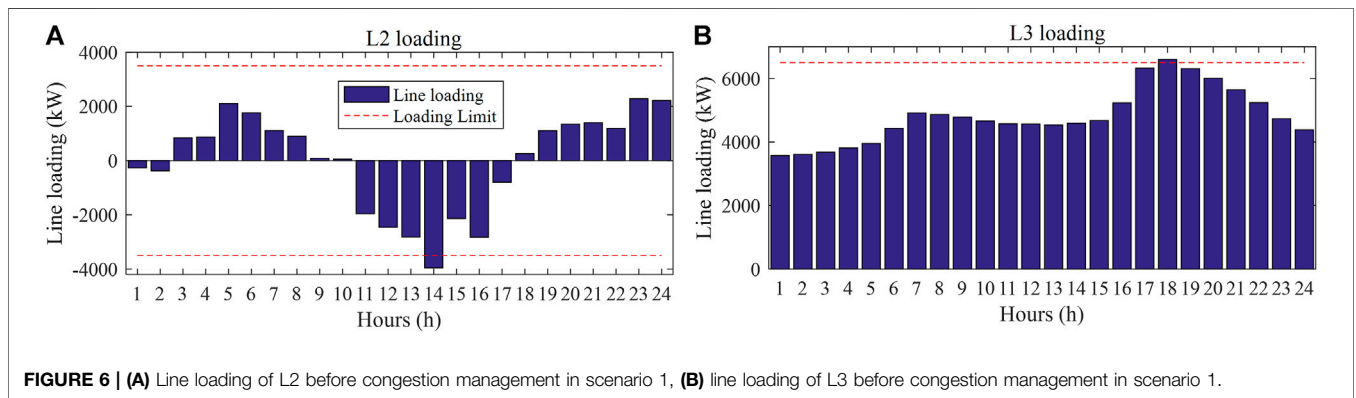 A
L2 loading
4000
2000
0
-2000
-4000
Line loading (kW)
Line loading
Loading Limit
1 2 3 4 5 6 7 8 9 10 11 12 13 14 15 16 17 18 19 20 21 22 23 24
Hours (h)
B
L3 loading
6000
4000
2000
0
Line loading (kW)
1 2 3 4 5 6 7 8 9 10 11 12 13 14 15 16 17 18 19 20 21 22 23 24
Hours (h)
FIGURE 6 | (A) Line loading of L2 before congestion management in scenario 1, (B) line loading of L3 before congestion management in scenario 1.